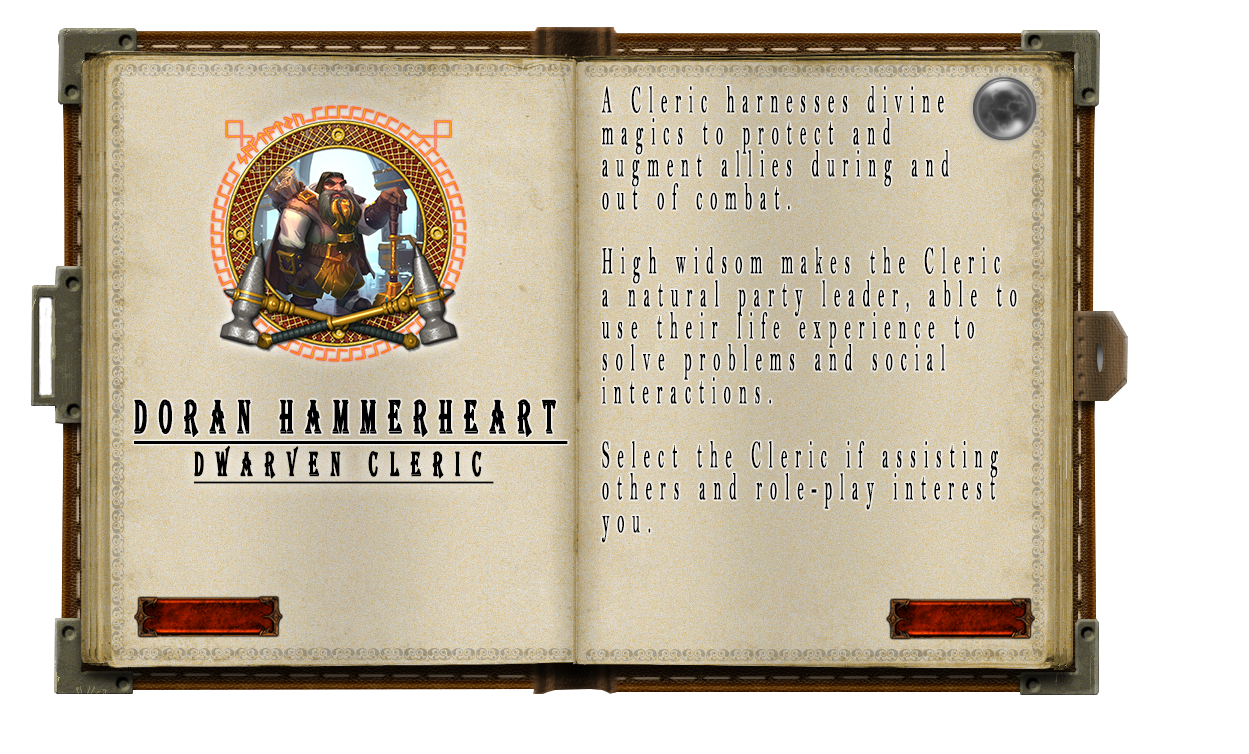 DORAN HAMMERHEART
DWARVEN CLERIC
A Cleric harnesses divine
magics to protect and
augment allies during and
out of combat.
High widsom makes the Cleric
a natural party leader, able to
use their life experience to
solve problems and social
interactions.
Select the Cleric if assisting
others and role-play interest
you.